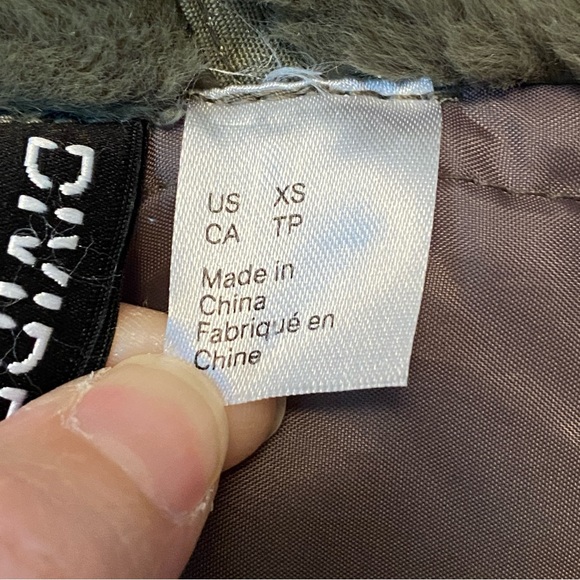 US XS
CA TP
Made in
China
Fabriqué en
Chine